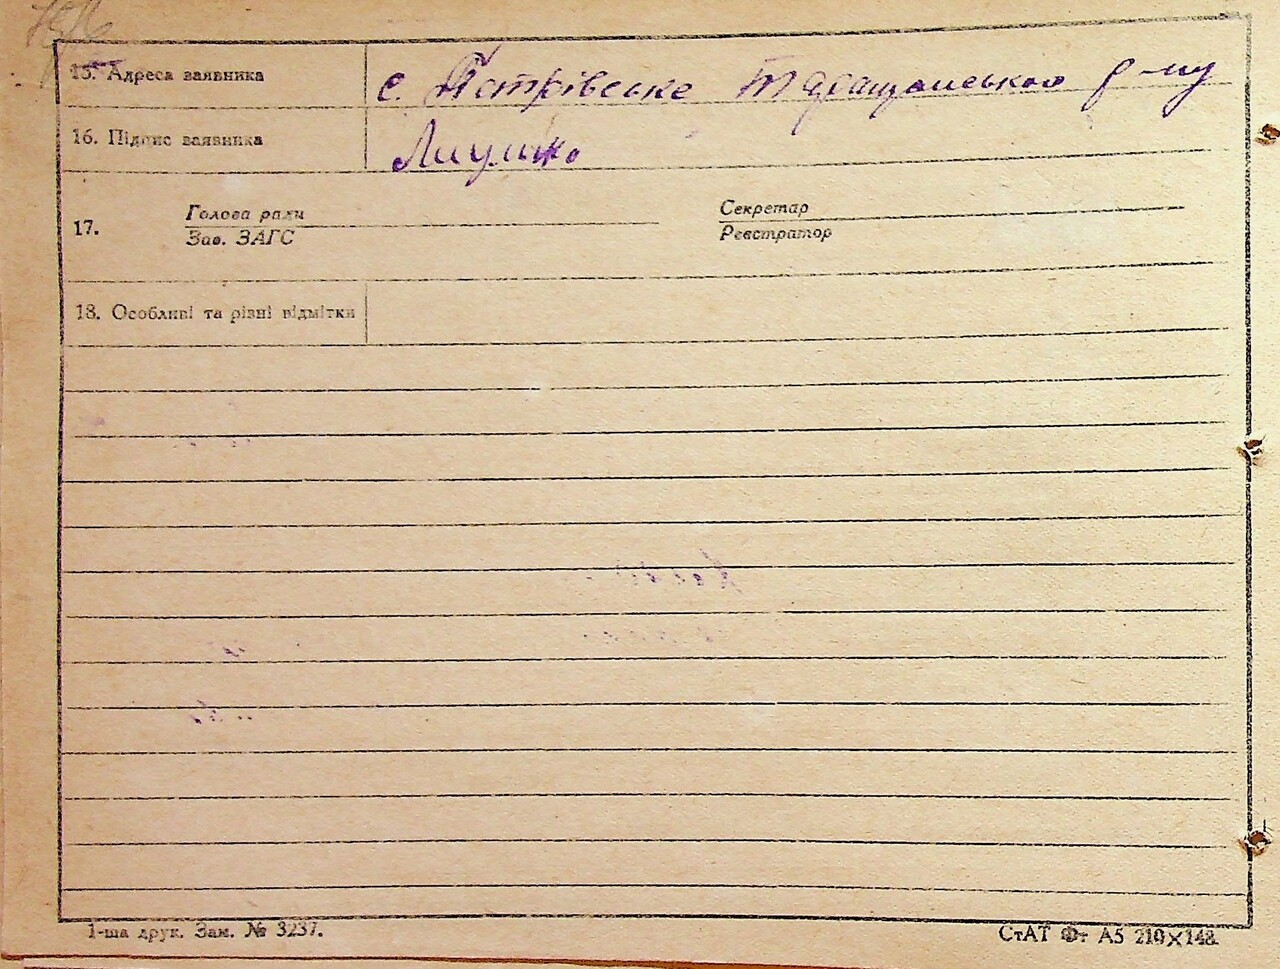 15. Адреса заявника с. Петрівське Таращанського р-ну
16. Підпис заявника
17. Голова ради Секретар
Зав. ЗАГС Реєстратор
18. Особливі та різні відмітки
1-ша друк. Зам. № 3237. СтАТ Фт А5 210×148.